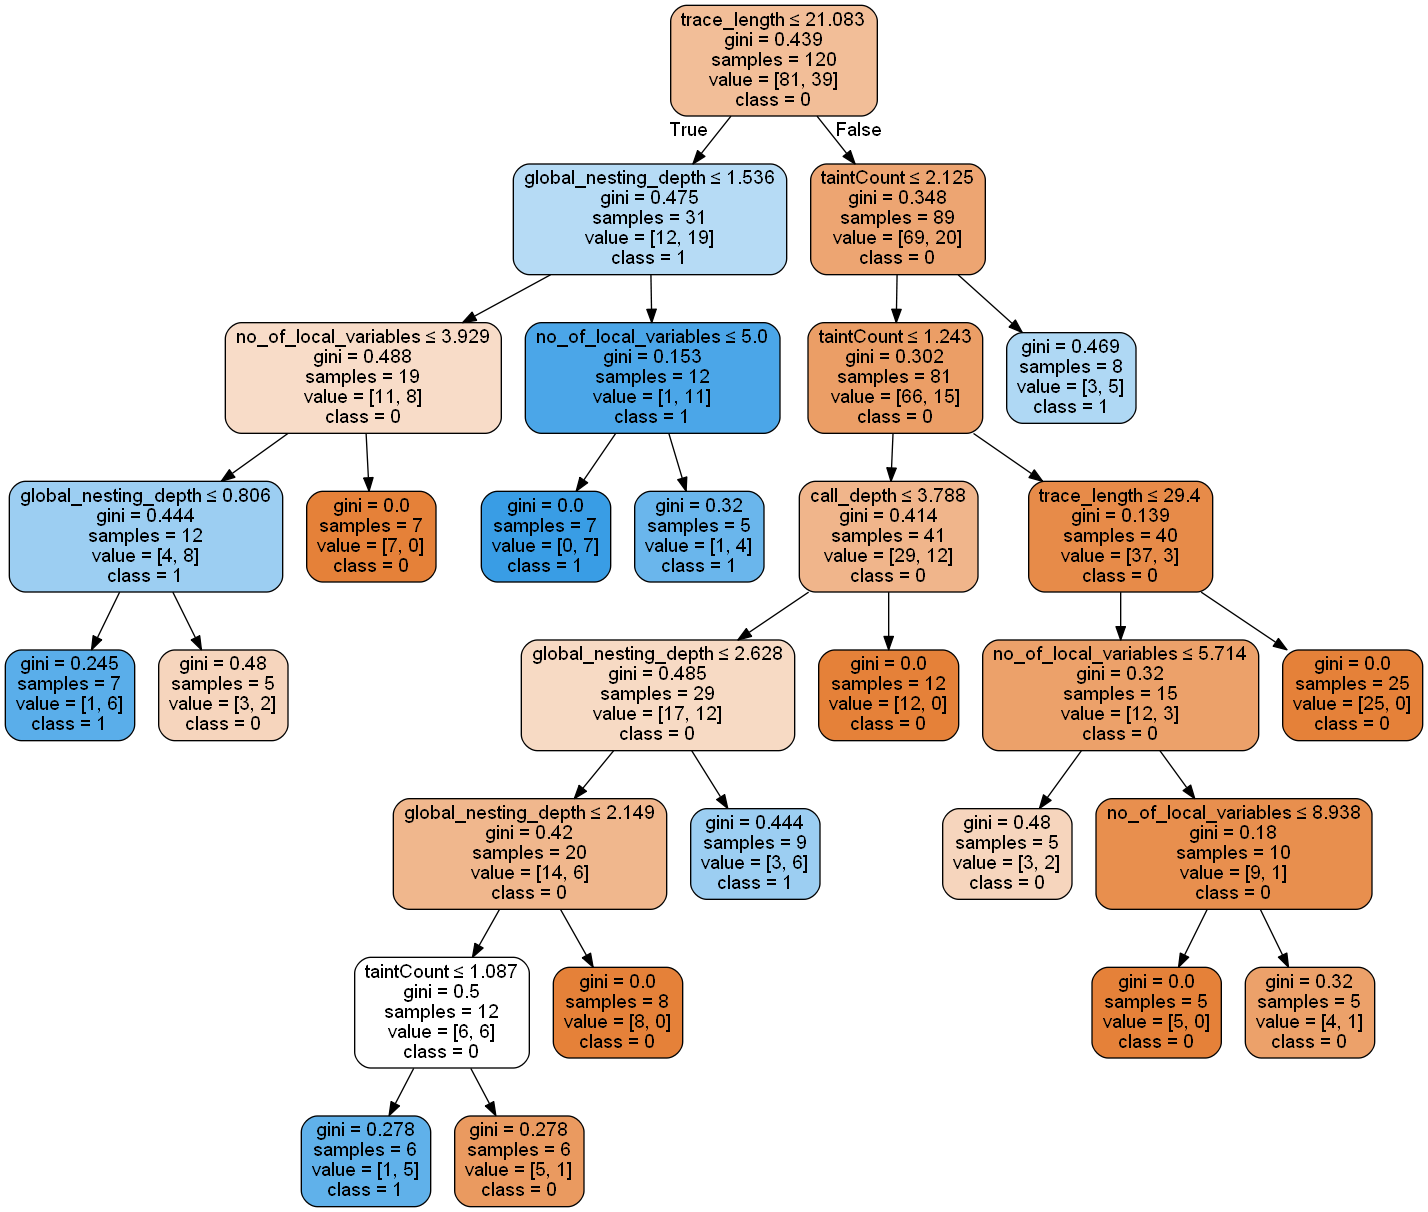 trace_length ≤ 21.083
gini = 0.439
samples = 120
value = [81, 39]
class = 0
True
False
global_nesting_depth ≤ 1.536
gini = 0.475
samples = 31
value = [12, 19]
class = 1
taintCount ≤ 2.125
gini = 0.348
samples = 89
value = [69, 20]
class = 0
no_of_local_variables ≤ 3.929
gini = 0.488
samples = 19
value = [11, 8]
class = 0
no_of_local_variables ≤ 5.0
gini = 0.153
samples = 12
value = [1, 11]
class = 1
taintCount ≤ 1.243
gini = 0.302
samples = 81
value = [66, 15]
class = 0
gini = 0.469
samples = 8
value = [3, 5]
class = 1
global_nesting_depth ≤ 0.806
gini = 0.444
samples = 12
value = [4, 8]
class = 1
gini = 0.0
samples = 7
value = [7, 0]
class = 0
gini = 0.0
samples = 7
value = [0, 7]
class = 1
gini = 0.32
samples = 5
value = [1, 4]
class = 1
call_depth ≤ 3.788
gini = 0.414
samples = 41
value = [29, 12]
class = 0
trace_length ≤ 29.4
gini = 0.139
samples = 40
value = [37, 3]
class = 0
gini = 0.245
samples = 7
value = [1, 6]
class = 1
gini = 0.48
samples = 5
value = [3, 2]
class = 0
global_nesting_depth ≤ 2.628
gini = 0.485
samples = 29
value = [17, 12]
class = 0
gini = 0.0
samples = 12
value = [12, 0]
class = 0
no_of_local_variables ≤ 5.714
gini = 0.32
samples = 15
value = [12, 3]
class = 0
gini = 0.0
samples = 25
value = [25, 0]
class = 0
global_nesting_depth ≤ 2.149
gini = 0.42
samples = 20
value = [14, 6]
class = 0
gini = 0.444
samples = 9
value = [3, 6]
class = 1
gini = 0.48
samples = 5
value = [3, 2]
class = 0
no_of_local_variables ≤ 8.938
gini = 0.18
samples = 10
value = [9, 1]
class = 0
taintCount ≤ 1.087
gini = 0.5
samples = 12
value = [6, 6]
class = 0
gini = 0.0
samples = 8
value = [8, 0]
class = 0
gini = 0.0
samples = 5
value = [5, 0]
class = 0
gini = 0.32
samples = 5
value = [4, 1]
class = 0
gini = 0.278
samples = 6
value = [1, 5]
class = 1
gini = 0.278
samples = 6
value = [5, 1]
class = 0